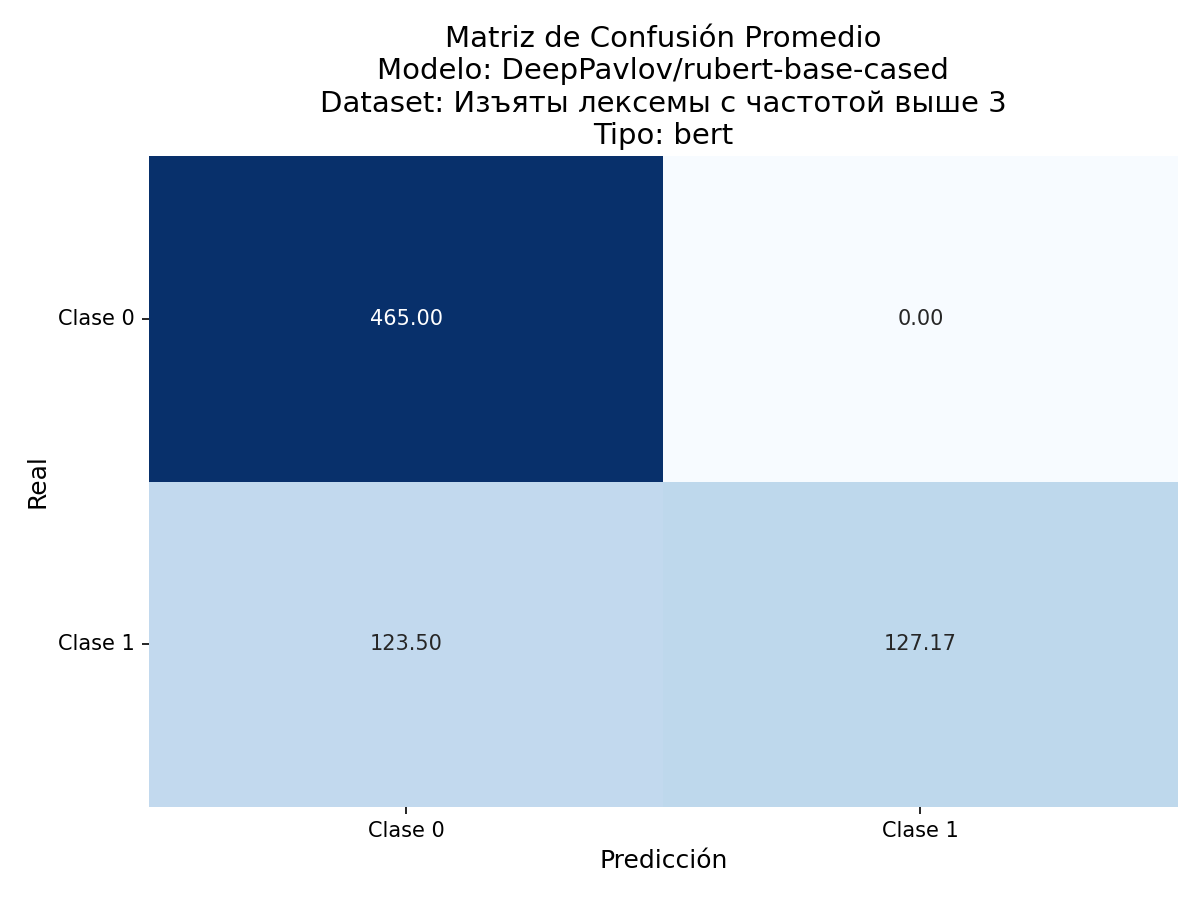 Matriz de Confusión Promedio
Modelo: DeepPavlov/rubert-base-cased
Dataset: Изъяты лексемы с частотой выше 3
Tipo: bert
Clase 0
465.00
0.00
Real
Clase 1
123.50
127.17
Clase 0
Clase 1
Predicción